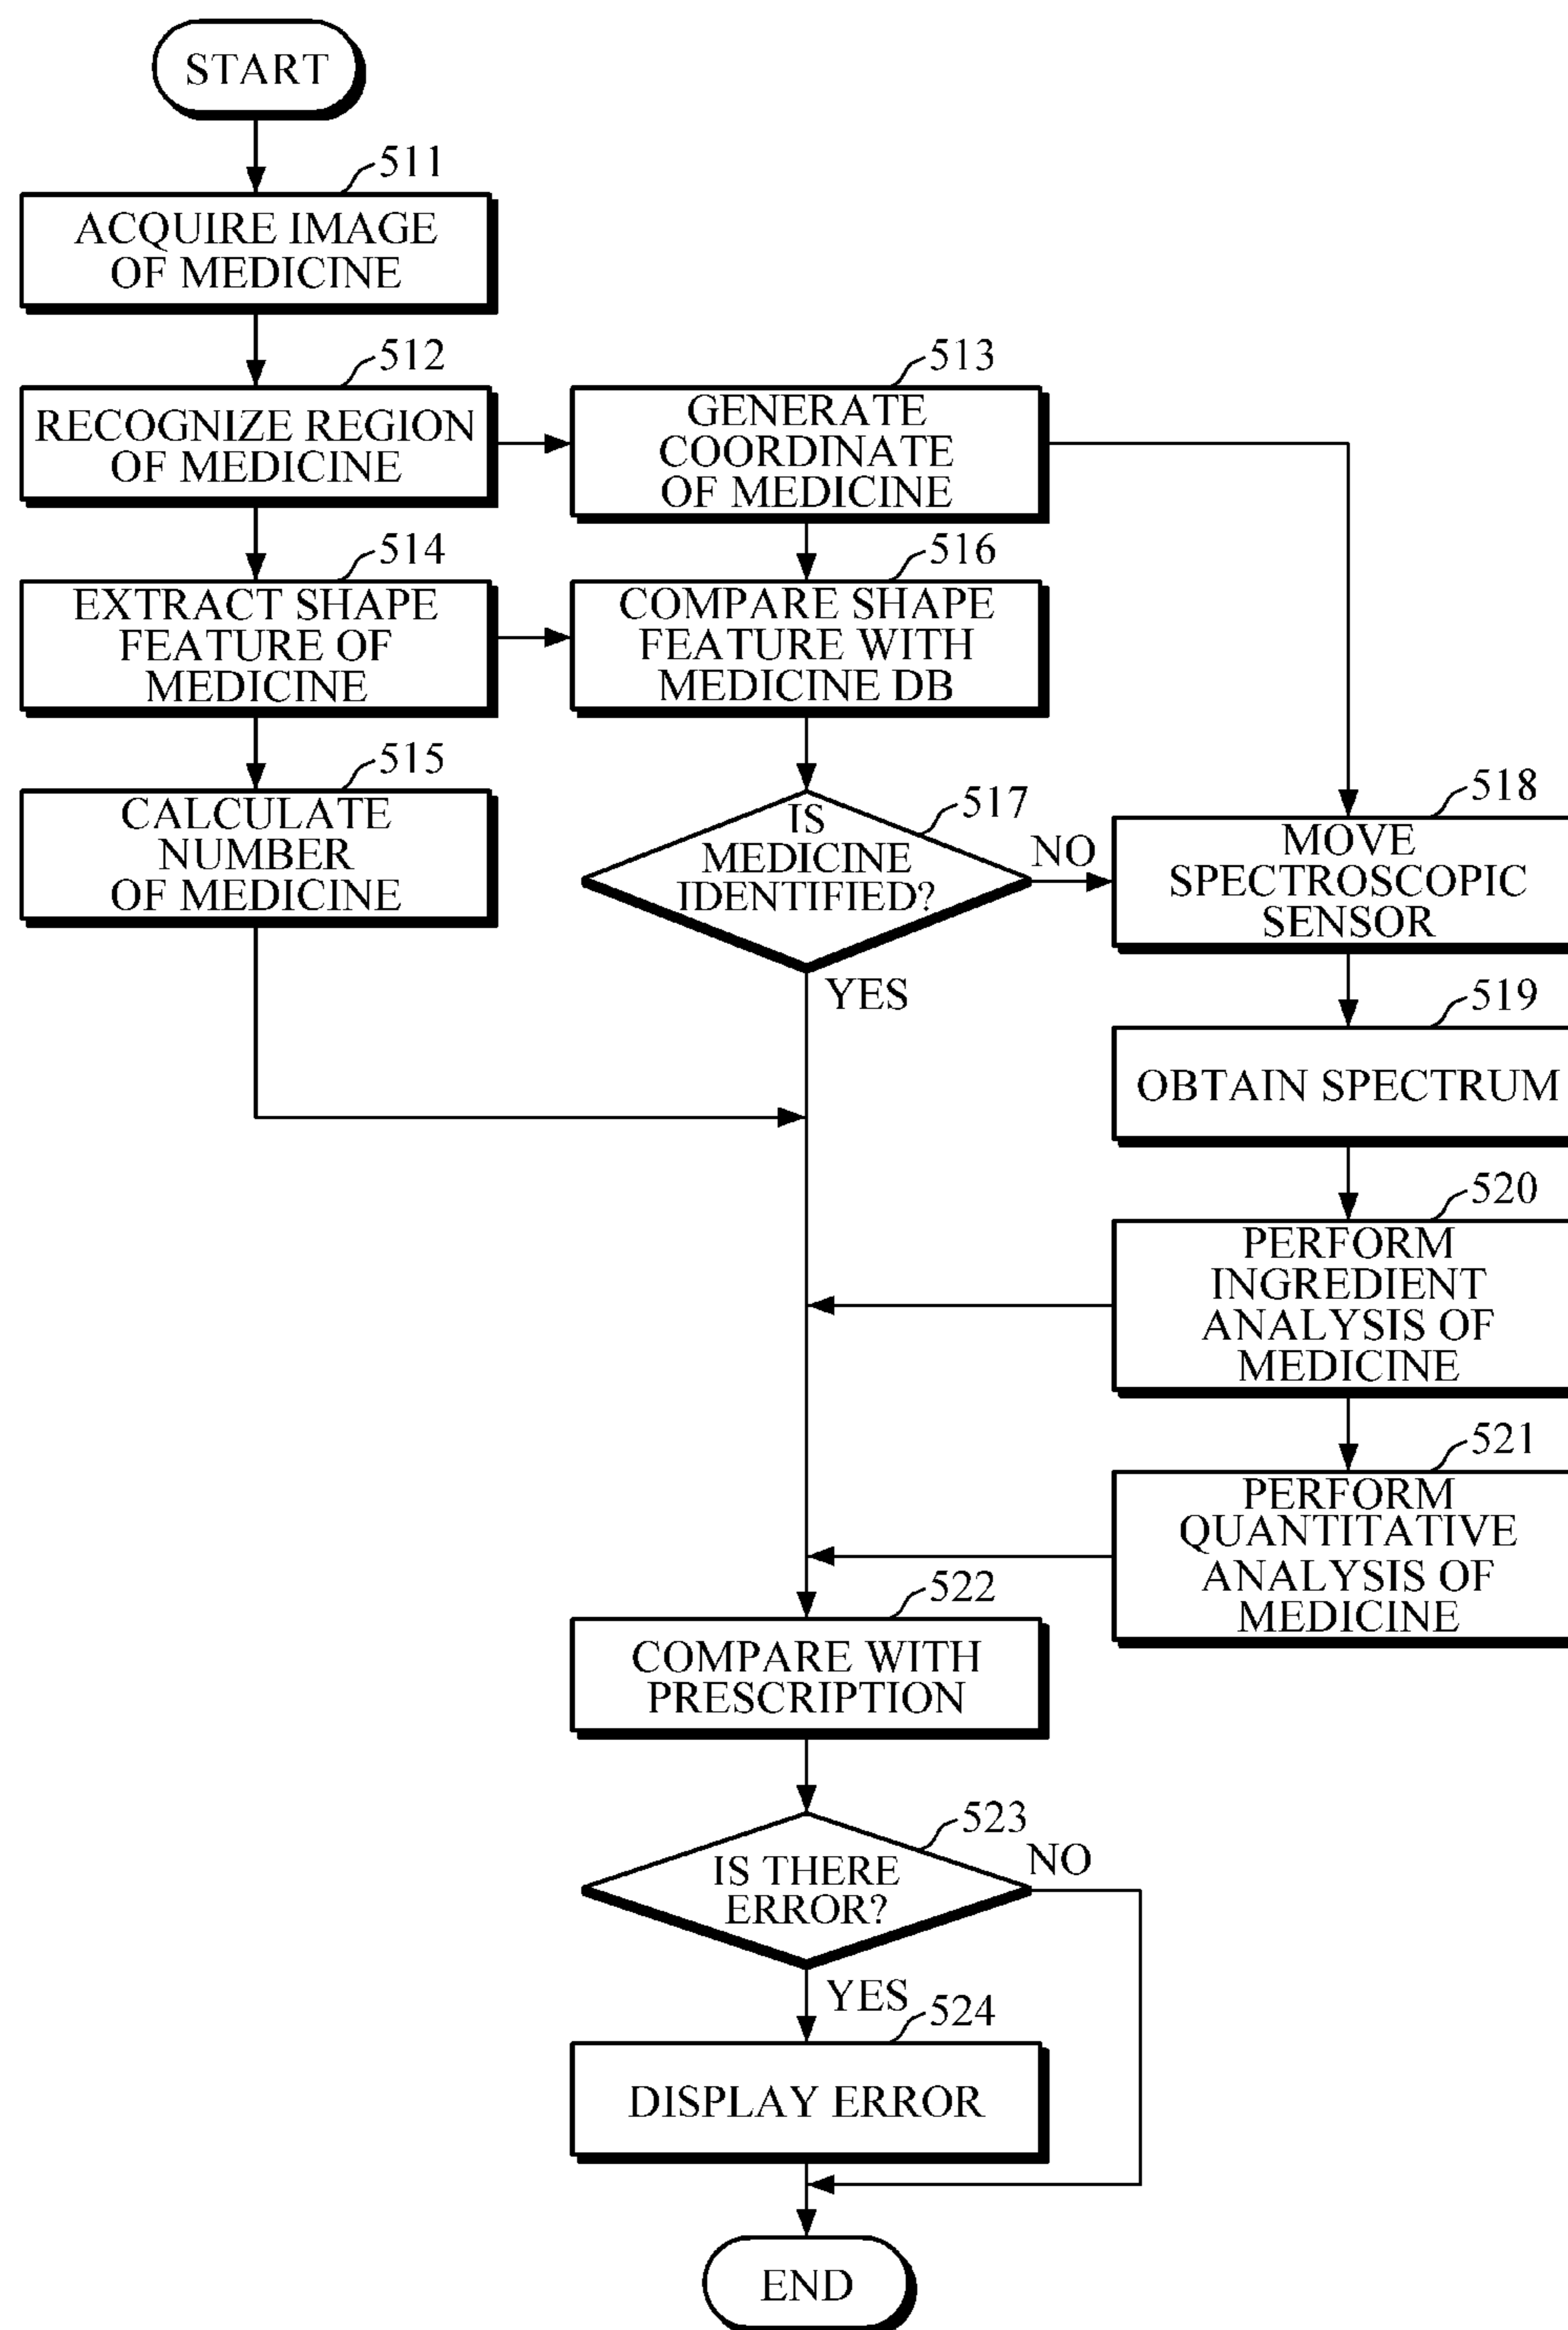 START
511
ACQUIRE IMAGE
OF MEDICINE
512
RECOGNIZE REGION
OF MEDICINE
513
GENERATE
COORDINATE
OF MEDICINE
514
EXTRACT SHAPE
FEATURE OF
MEDICINE
516
COMPARE SHAPE
FEATURE WITH
MEDICINE DB
515
CALCULATE
NUMBER
OF MEDICINE
517
IS
MEDICINE
IDENTIFIED?
NO
YES
518
MOVE
SPECTROSCOPIC
SENSOR
519
OBTAIN SPECTRUM
520
PERFORM
INGREDIENT
ANALYSIS OF
MEDICINE
521
PERFORM
QUANTITATIVE
ANALYSIS OF
MEDICINE
522
COMPARE WITH
PRESCRIPTION
523
IS THERE
ERROR?
NO
YES
524
DISPLAY ERROR
END